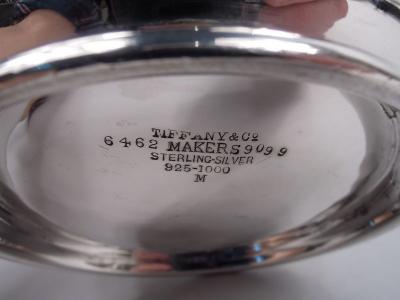 TIFFANY & Co
6462 MAKERS 9099
STERLING-SILVER
925-1000
M